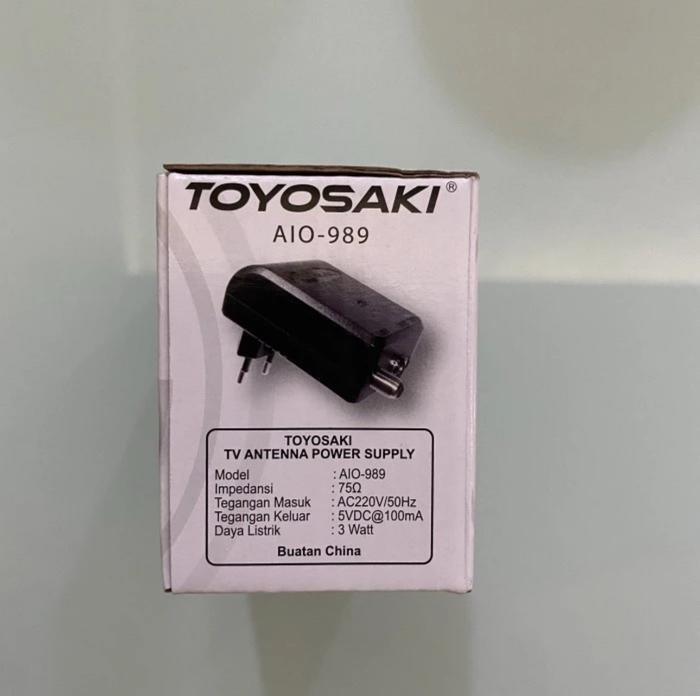 TOYOSAKI®
AIO-989
TOYOSAKI
TV ANTENNA POWER SUPPLY
Model : AIO-989
Impedansi : 75Ω
Tegangan Masuk : AC220V/50Hz
Tegangan Keluar : 5VDC@100mA
Daya Listrik : 3 Watt
Buatan China